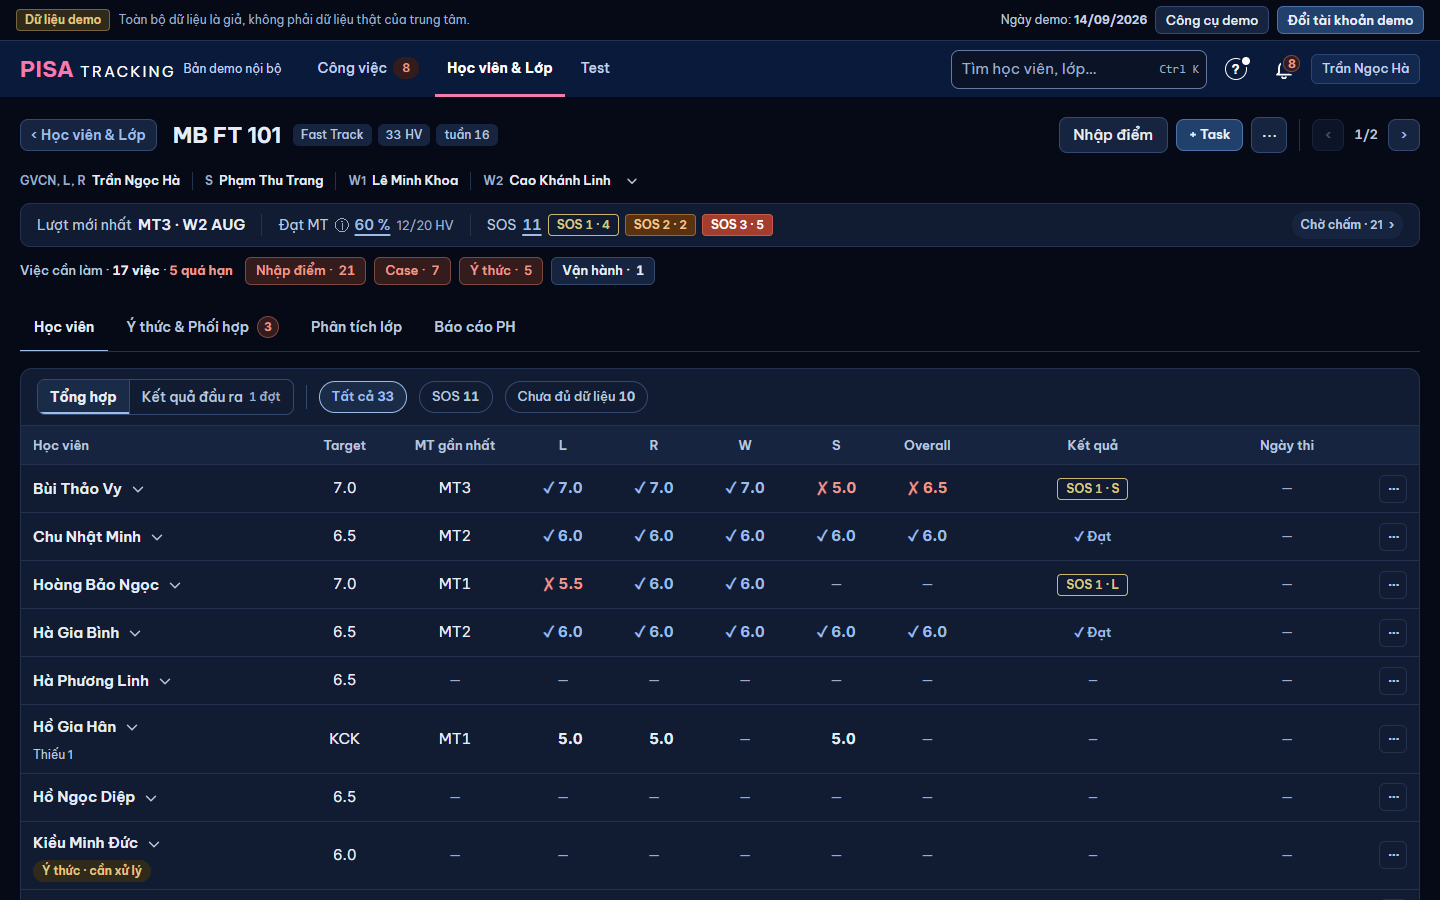 Dữ liệu demo Toàn bộ dữ liệu là giả, không phải dữ liệu thật của trung tâm. Ngày demo: 14/09/2026 Công cụ demo Đổi tài khoản demo
PISA TRACKING Bản demo nội bộ Công việc 8 Học viên & Lớp Test Tìm học viên, lớp... Ctrl K ? 8 Trần Ngọc Hà
‹ Học viên & Lớp MB FT 101 Fast Track 33 HV tuần 16 Nhập điểm + Task ... ‹ 1/2 ›
GVCN, L, R Trần Ngọc Hà S Phạm Thu Trang W1 Lê Minh Khoa W2 Cao Khánh Linh
Lượt mới nhất MT3 · W2 AUG Đạt MT ⓘ 60 % 12/20 HV SOS 11 SOS 1 · 4 SOS 2 · 2 SOS 3 · 5 Chờ chấm · 21 ›
Việc cần làm · 17 việc · 5 quá hạn Nhập điểm · 21 Case · 7 Ý thức · 5 Vận hành · 1
Học viên Ý thức & Phối hợp 3 Phân tích lớp Báo cáo PH
Tổng hợp Kết quả đầu ra 1 đợt Tất cả 33 SOS 11 Chưa đủ dữ liệu 10
Học viên Target MT gần nhất L R W S Overall Kết quả Ngày thi
Bùi Thảo Vy 7.0 MT3 ✓ 7.0 ✓ 7.0 ✓ 7.0 ✗ 5.0 ✗ 6.5 SOS 1 · S — ...
Chu Nhật Minh 6.5 MT2 ✓ 6.0 ✓ 6.0 ✓ 6.0 ✓ 6.0 ✓ 6.0 ✓ Đạt — ...
Hoàng Bảo Ngọc 7.0 MT1 ✗ 5.5 ✓ 6.0 ✓ 6.0 — — SOS 1 · L — ...
Hà Gia Bình 6.5 MT2 ✓ 6.0 ✓ 6.0 ✓ 6.0 ✓ 6.0 ✓ 6.0 ✓ Đạt — ...
Hà Phương Linh 6.5 — — — — — — — — ...
Hồ Gia Hân KCK MT1 5.0 5.0 — 5.0 — — — ...
Thiếu 1
Hồ Ngọc Diệp 6.5 — — — — — — — — ...
Kiều Minh Đức 6.0 — — — — — — — — ...
Ý thức · cần xử lý